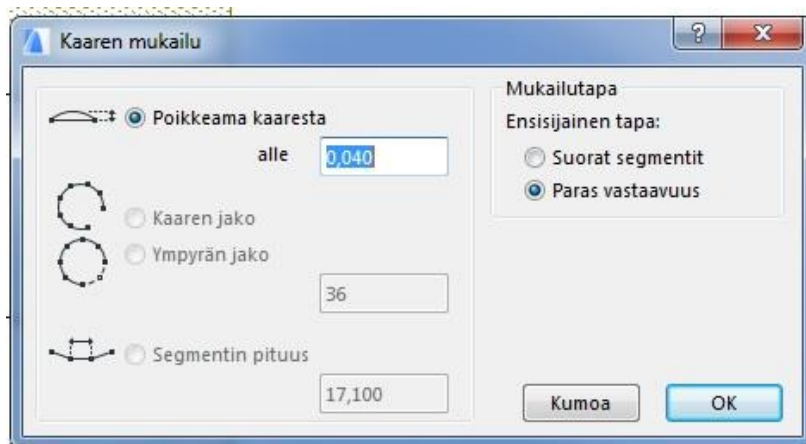 Kaaren mukailu
Poikkeama kaaresta
alle 0,040
Kaaren jako
Ympyrän jako
36
Segmentin pituus
17,100
Mukailutapa
Ensisijainen tapa:
Suorat segmentit
Paras vastaavuus
Kumoa OK